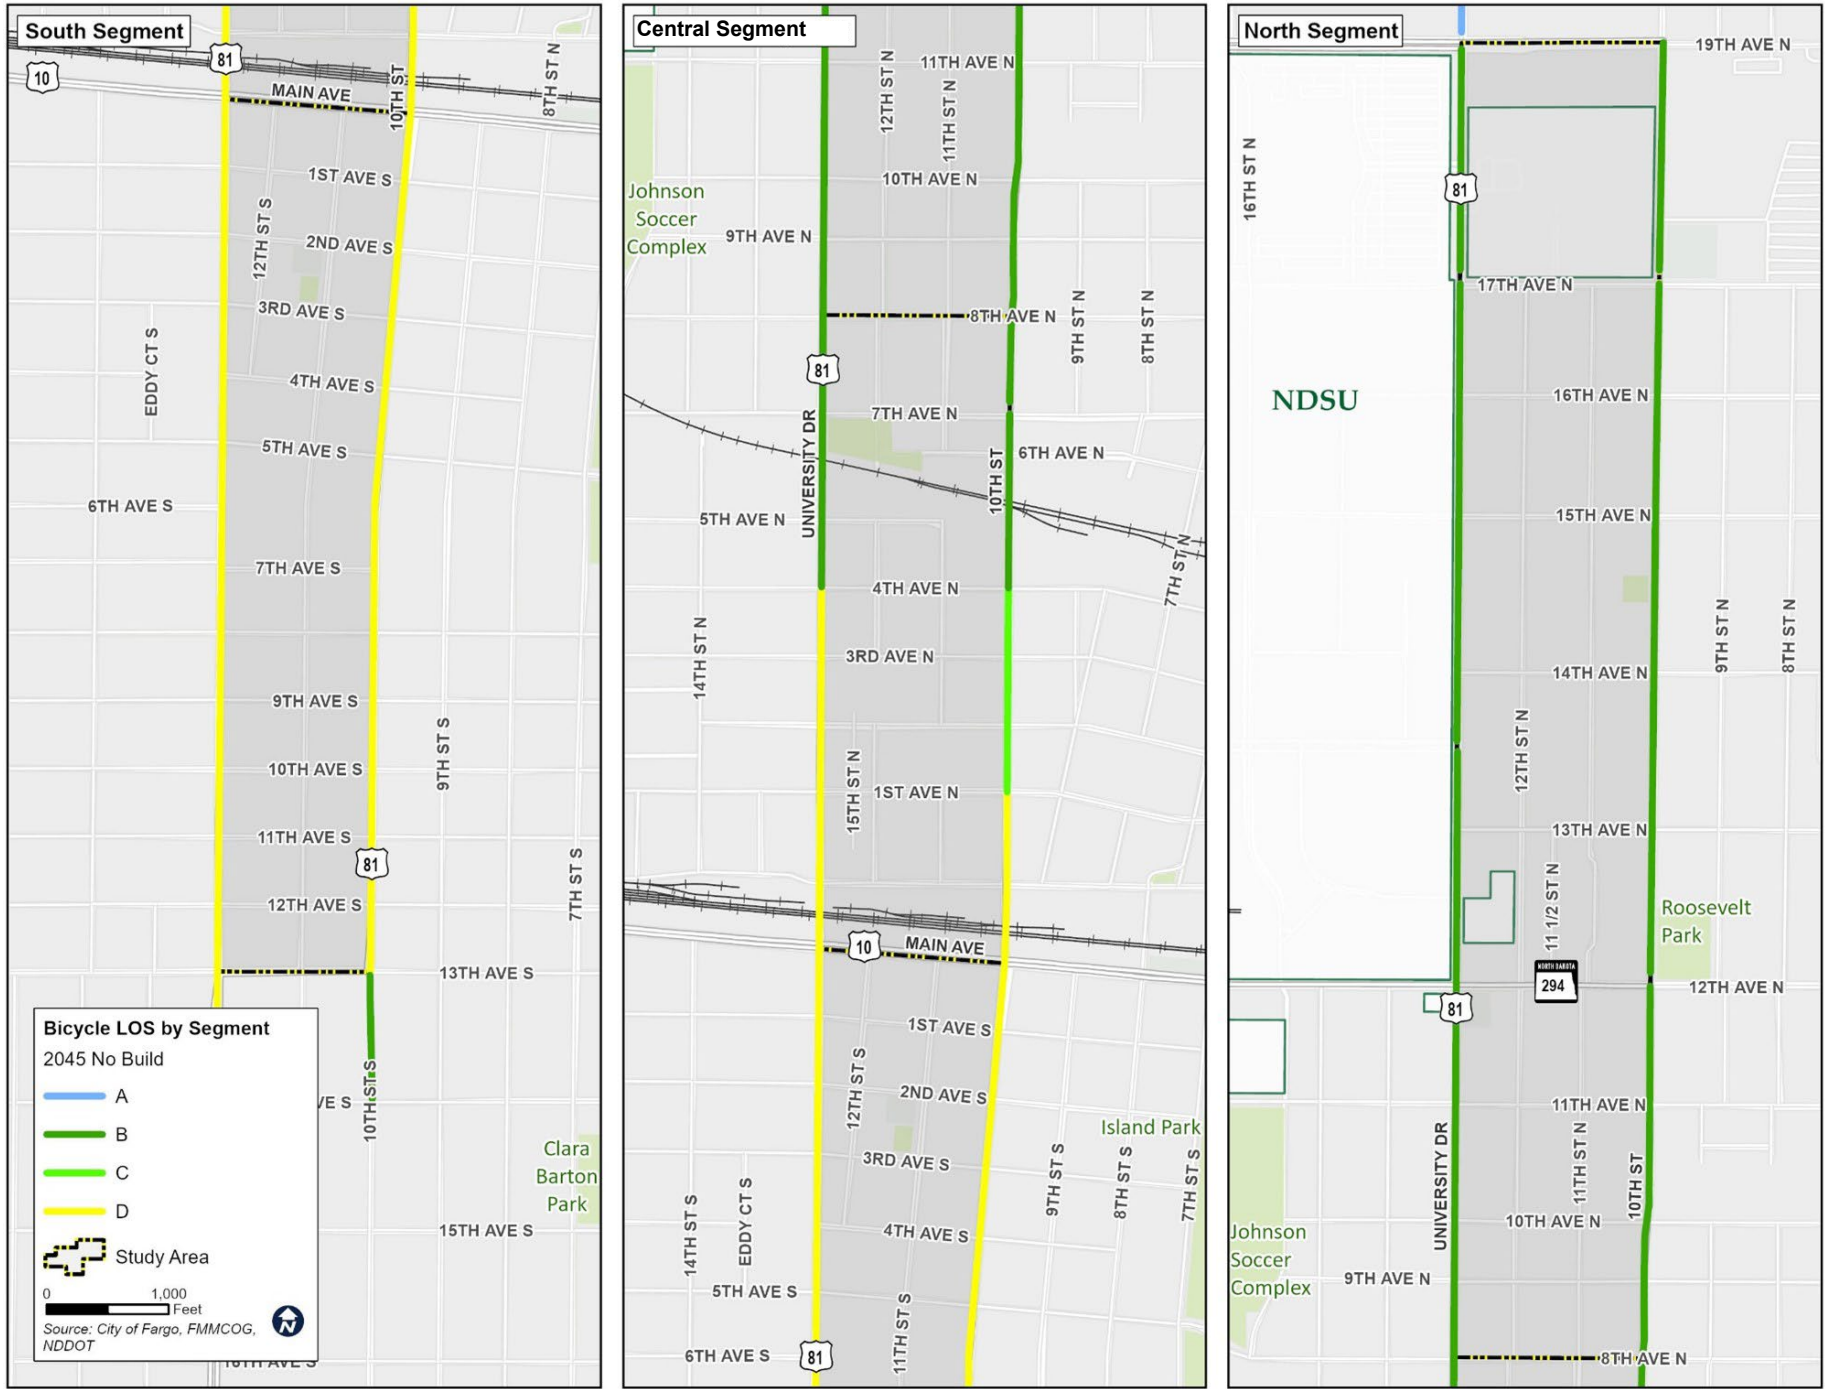 South Segment
81
10
MAIN AVE
10TH ST
8TH ST N
1ST AVE S
12TH ST S
2ND AVE S
3RD AVE S
EDDY CT S
4TH AVE S
5TH AVE S
6TH AVE S
7TH AVE S
9TH AVE S
9TH ST S
10TH AVE S
11TH AVE S
81
7TH ST S
12TH AVE S
13TH AVE S
Bicycle LOS by Segment
2045 No Build
A
B
C
D
Study Area
0 1,000
Feet
Source: City of Fargo, FMMCOG,
NDDOT
N
VE S
10TH ST S
Clara
Barton
Park
15TH AVE S
16TH AVE S
Central Segment
11TH AVE N
12TH ST N
11TH ST N
10TH AVE N
Johnson
Soccer
Complex
9TH AVE N
8TH AVE N
9TH ST N
8TH ST N
81
7TH AVE N
UNIVERSITY DR
6TH AVE N
10TH ST
5TH AVE N
7TH ST N
4TH AVE N
14TH ST N
3RD AVE N
15TH ST N
1ST AVE N
10
MAIN AVE
1ST AVE S
12TH ST S
2ND AVE S
Island Park
3RD AVE S
14TH ST S
EDDY CT S
9TH ST S
8TH ST S
7TH ST S
4TH AVE S
5TH AVE S
11TH ST S
6TH AVE S
81
North Segment
19TH AVE N
16TH ST N
81
17TH AVE N
NDSU
16TH AVE N
15TH AVE N
9TH ST N
8TH ST N
14TH AVE N
12TH ST N
13TH AVE N
11 1/2 ST N
Roosevelt
Park
NORTH DAKOTA
294
12TH AVE N
81
11TH AVE N
UNIVERSITY DR
11TH ST N
10TH ST
10TH AVE N
Johnson
Soccer
Complex
9TH AVE N
8TH AVE N